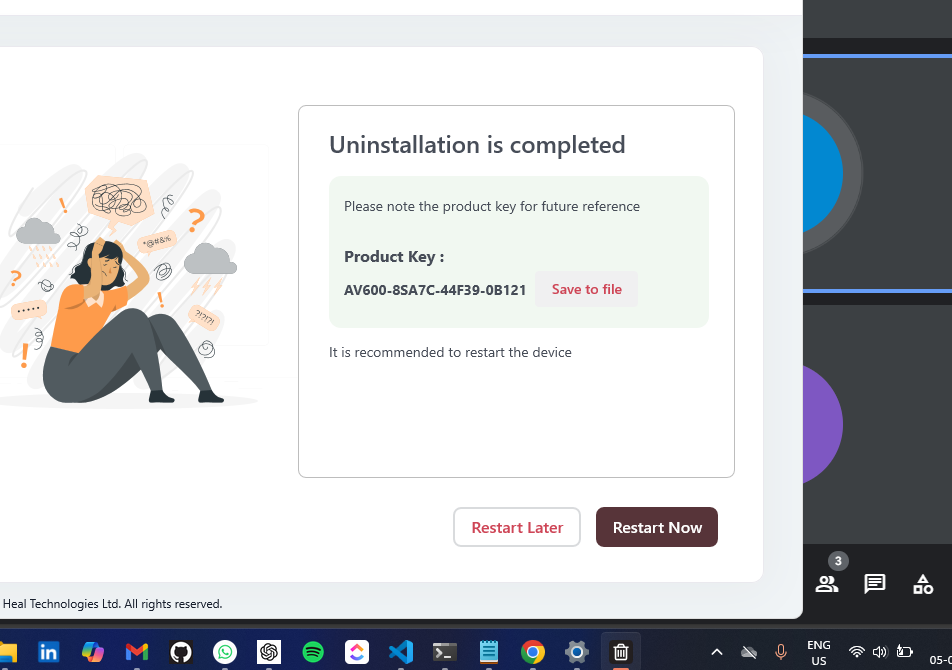 Uninstallation is completed
Please note the product key for future reference
Product Key :
AV600-8SA7C-44F39-0B121
Save to file
It is recommended to restart the device
*@#&%
?!?!?!
Restart Later
Restart Now
3
Heal Technologies Ltd. All rights reserved.
in
ENG
US